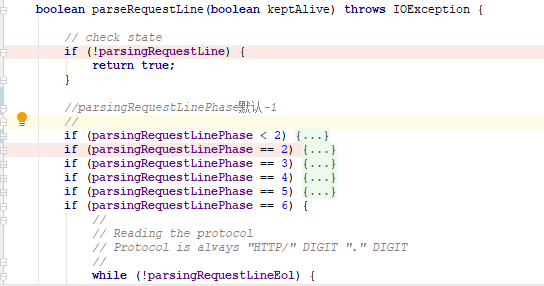 boolean parseRequestLine(boolean keptAlive) throws IOException {
// check state
if (!parsingRequestLine) {
return true;
}
//parsingRequestLinePhase默认-1
//
if (parsingRequestLinePhase < 2) {...}
if (parsingRequestLinePhase == 2) {...}
if (parsingRequestLinePhase == 3) {...}
if (parsingRequestLinePhase == 4) {...}
if (parsingRequestLinePhase == 5) {...}
if (parsingRequestLinePhase == 6) {
//
// Reading the protocol
// Protocol is always "HTTP/" DIGIT "." DIGIT
//
while (!parsingRequestLineEol) {